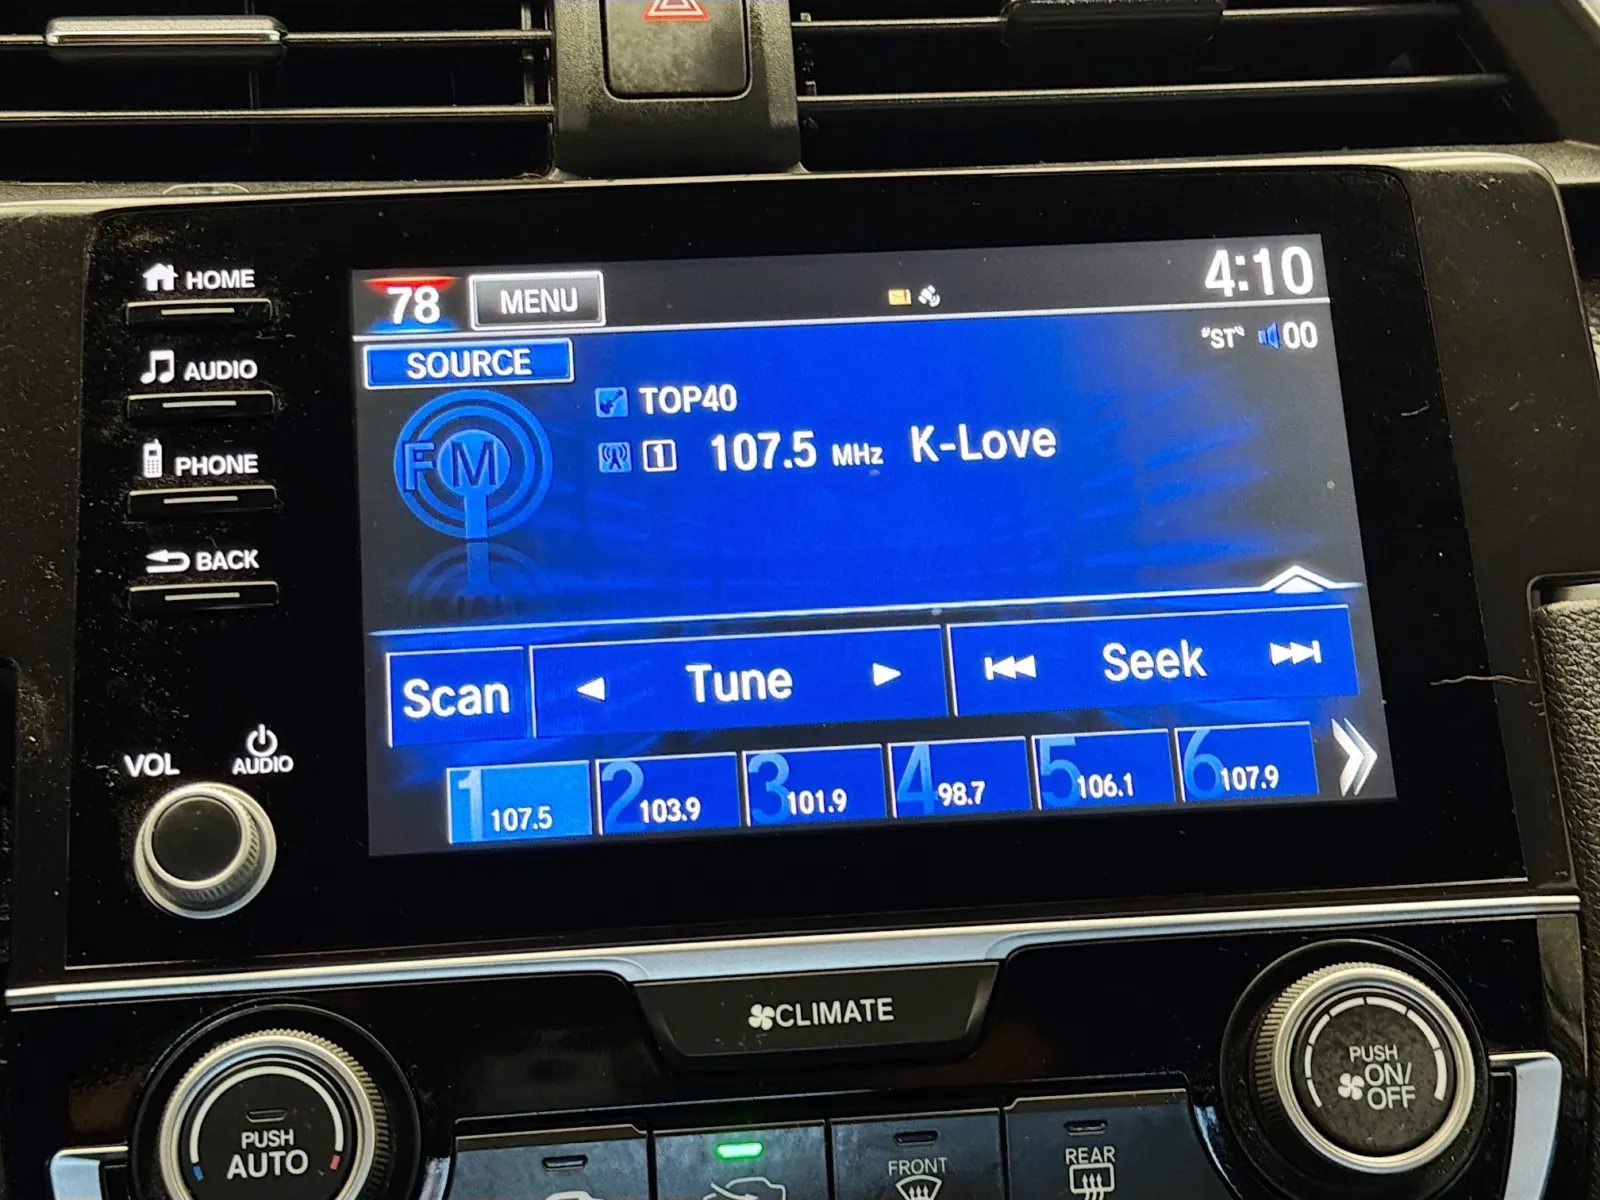 HOME
AUDIO
PHONE
BACK
VOL
AUDIO
78
MENU
4:10
"ST" 00
SOURCE
FM
TOP40
1 107.5 MHz K-Love
Scan
Tune
Seek
1 107.5
2 103.9
3 101.9
4 98.7
5 106.1
6 107.9
CLIMATE
PUSH
AUTO
FRONT
REAR
PUSH
ON/
OFF